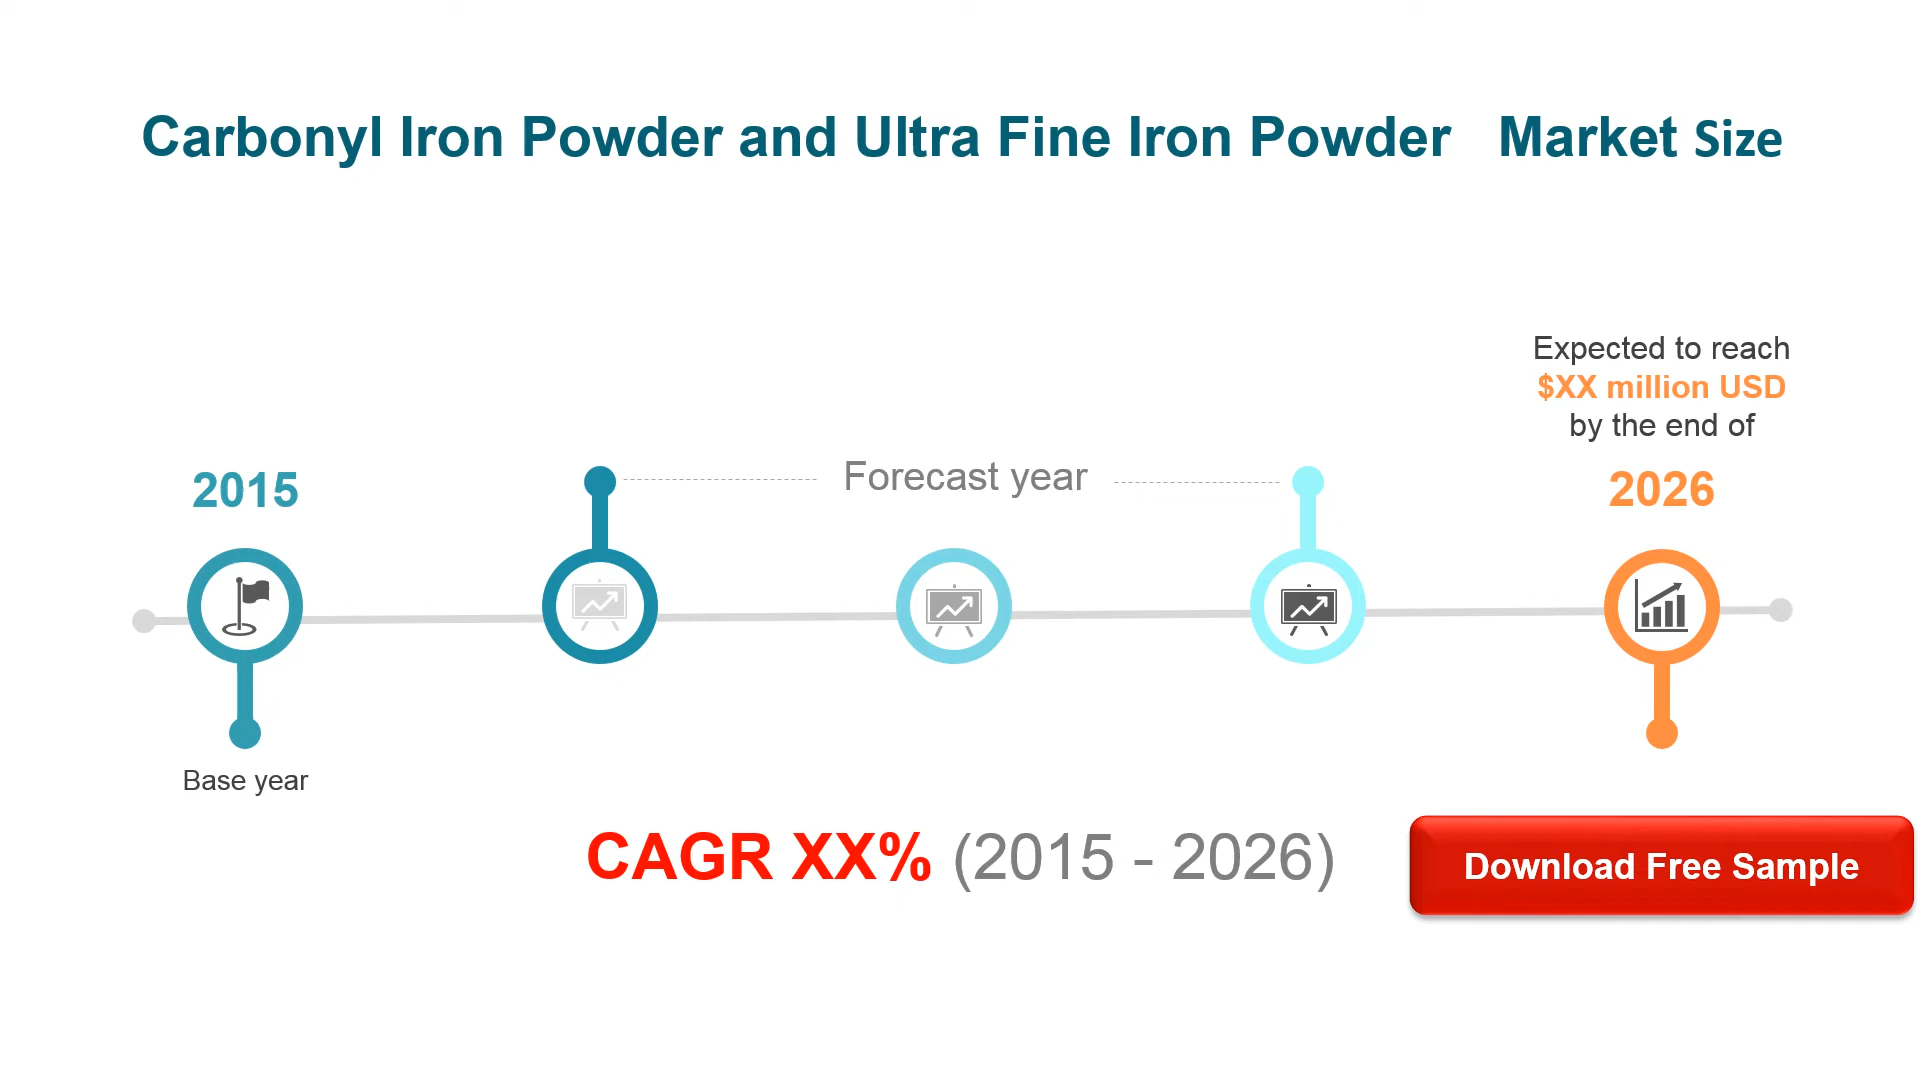 Carbonyl Iron Powder and Ultra Fine Iron Powder Market Size
Expected to reach
$XX million USD
by the end of
2015
Forecast year
2026
Base year
CAGR XX% (2015 - 2026)
Download Free Sample